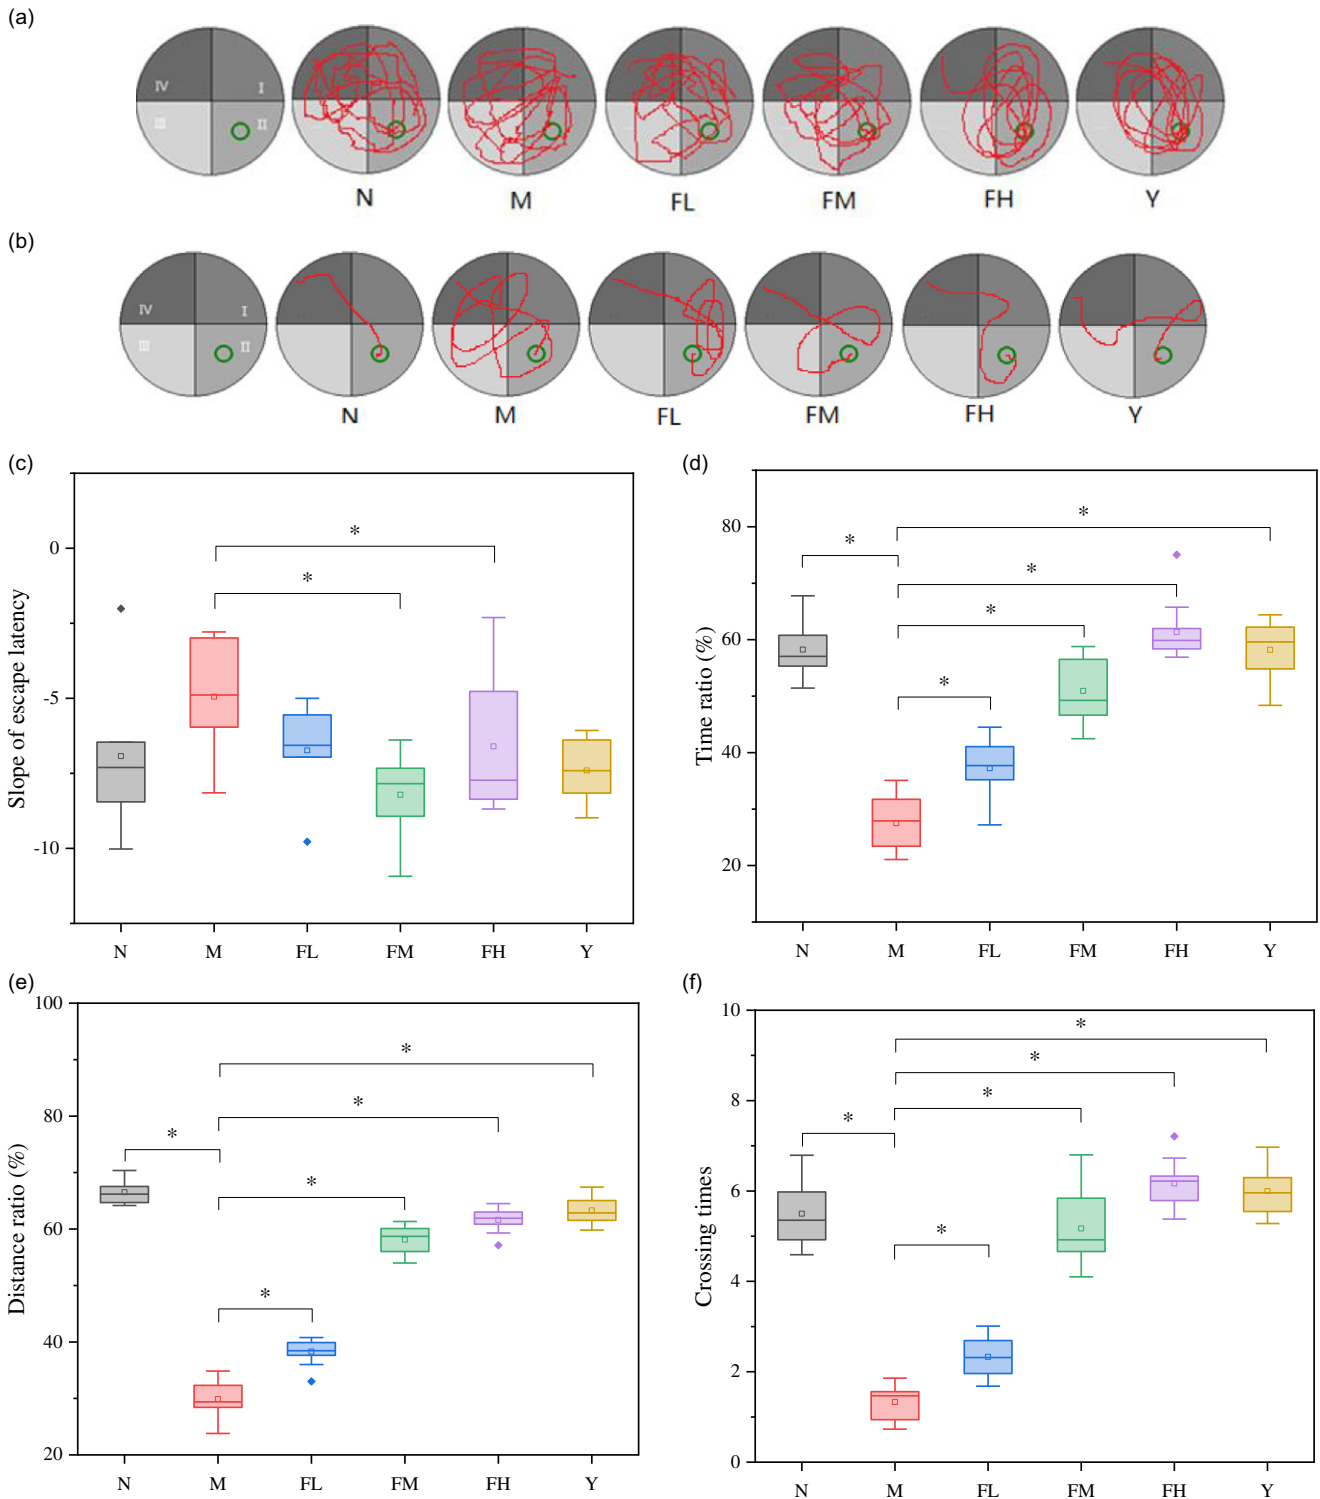 (a)
IV I
III II
N M FL FM FH Y
(b)
IV I
III II
N M FL FM FH Y
(c)
Slope of escape latency
0
-5
-10
* *
N M FL FM FH Y
(d)
Time ratio (%)
80
60
40
20
* * * * *
N M FL FM FH Y
(e)
Distance ratio (%)
100
80
60
40
20
* * * * *
N M FL FM FH Y
(f)
Crossing times
10
8
6
4
2
0
* * * * *
N M FL FM FH Y